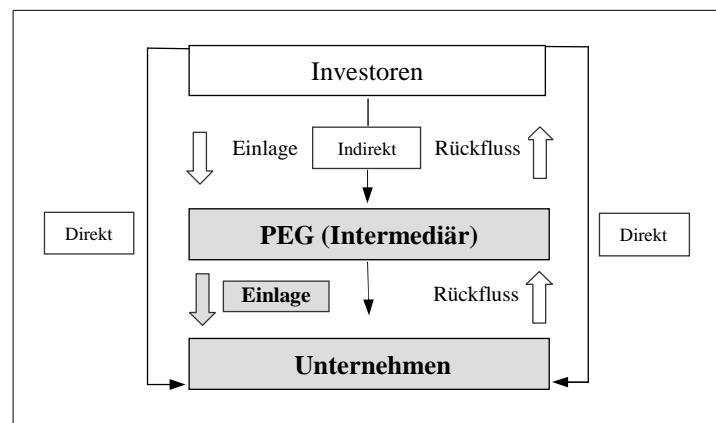 Investoren
Einlage
Indirekt
Rückfluss
Direkt
PEG (Intermediär)
Direkt
Einlage
Rückfluss
Unternehmen